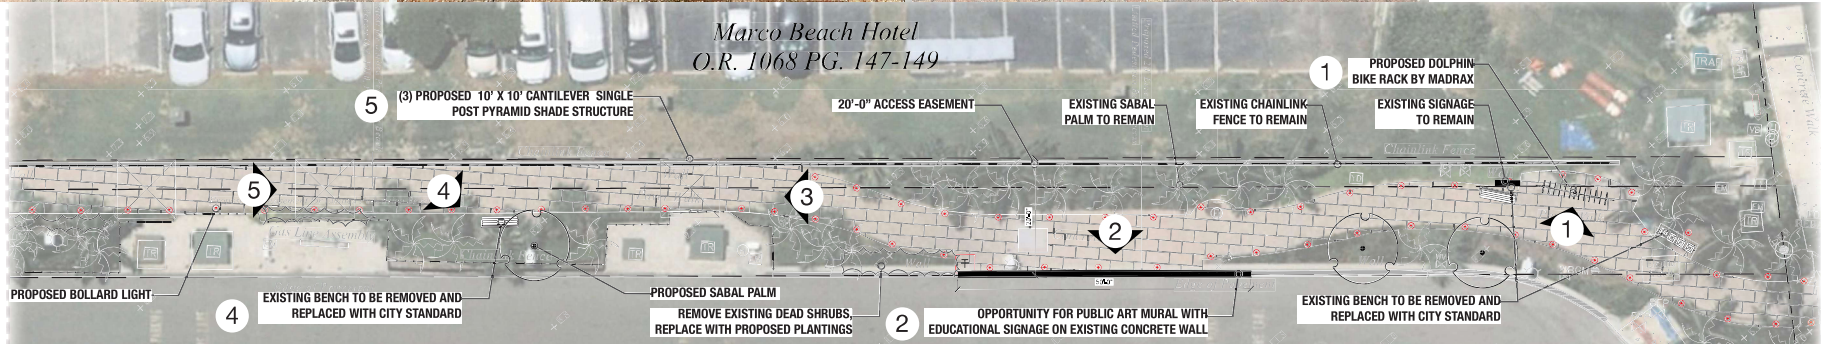 Marco Beach Hotel
O.R. 1068 PG. 147-149
1
PROPOSED DOLPHIN
BIKE RACK BY MADRAX
5
(3) PROPOSED 10' X 10' CANTILEVER SINGLE
POST PYRAMID SHADE STRUCTURE
20'-0" ACCESS EASEMENT
EXISTING SABAL
PALM TO REMAIN
EXISTING CHAINLINK
FENCE TO REMAIN
EXISTING SIGNAGE
TO REMAIN
Concrete Walk
Chainlink Fence
5
4
3
2
1
PROPOSED BOLLARD LIGHT
4
EXISTING BENCH TO BE REMOVED AND
REPLACED WITH CITY STANDARD
PROPOSED SABAL PALM
REMOVE EXISTING DEAD SHRUBS,
REPLACE WITH PROPOSED PLANTINGS
2
OPPORTUNITY FOR PUBLIC ART MURAL WITH
EDUCATIONAL SIGNAGE ON EXISTING CONCRETE WALL
EXISTING BENCH TO BE REMOVED AND
REPLACED WITH CITY STANDARD